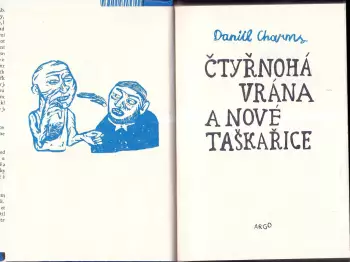 Daniil Charms
ČTYŘNOHÁ
VRÁNA
A NOVÉ
TAŠKAŘICE
ARGO